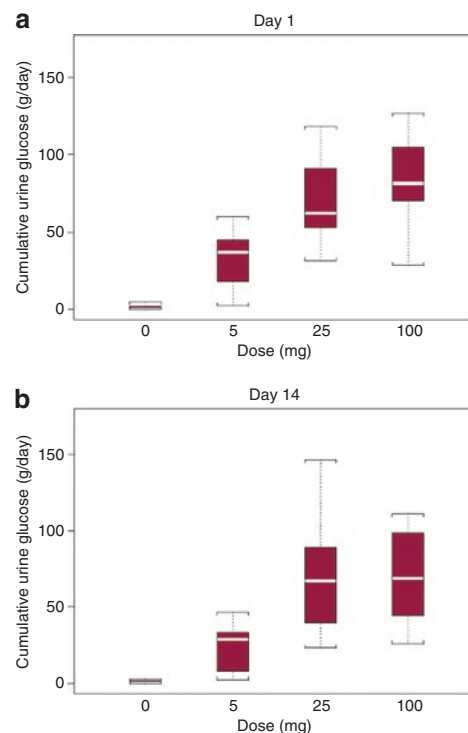 a
Day 1
Cumulative urine glucose (g/day)
150
100
50
0
0 5 25 100
Dose (mg)
b
Day 14
Cumulative urine glucose (g/day)
150
100
50
0
0 5 25 100
Dose (mg)